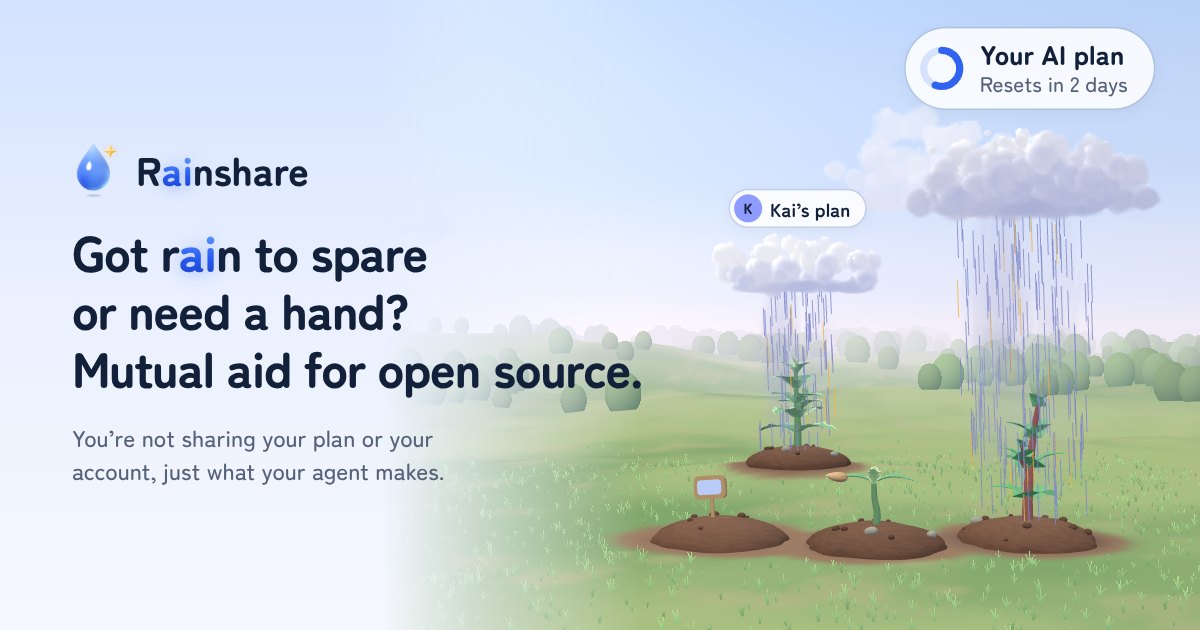 Your AI plan
Resets in 2 days
Rainshare
K Kai’s plan
Got rain to spare
or need a hand?
Mutual aid for open source.
You’re not sharing your plan or your
account, just what your agent makes.